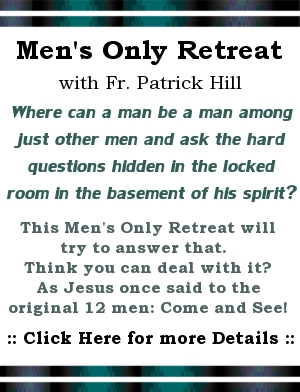 Men's Only Retreat
with Fr. Patrick Hill
Where can a man be a man among
just other men and ask the hard
questions hidden in the locked
room in the basement of his spirit?
This Men's Only Retreat will
try to answer that.
Think you can deal with it?
As Jesus once said to the
original 12 men: Come and See!
:: Click Here for more Details ::